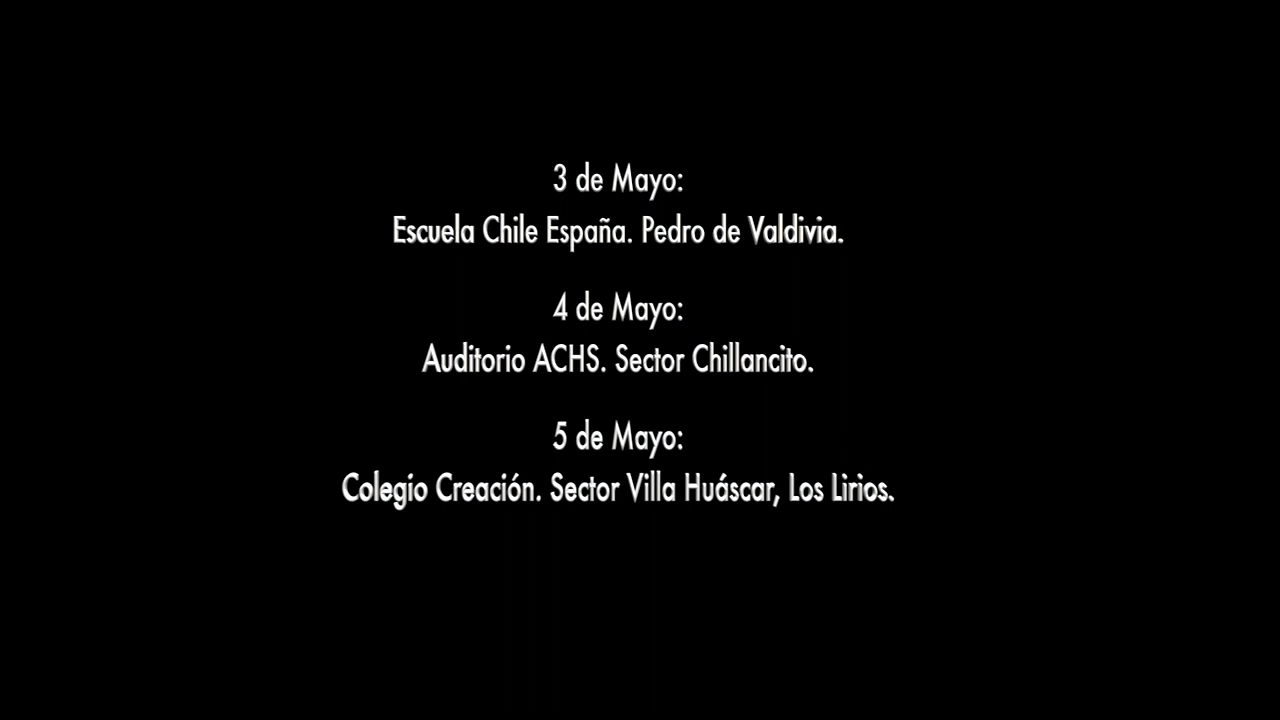 3 de Mayo:
Escuela Chile España. Pedro de Valdivia.
4 de Mayo:
Auditorio ACHS. Sector Chillancito.
5 de Mayo:
Colegio Creación. Sector Villa Huáscar, Los Lirios.